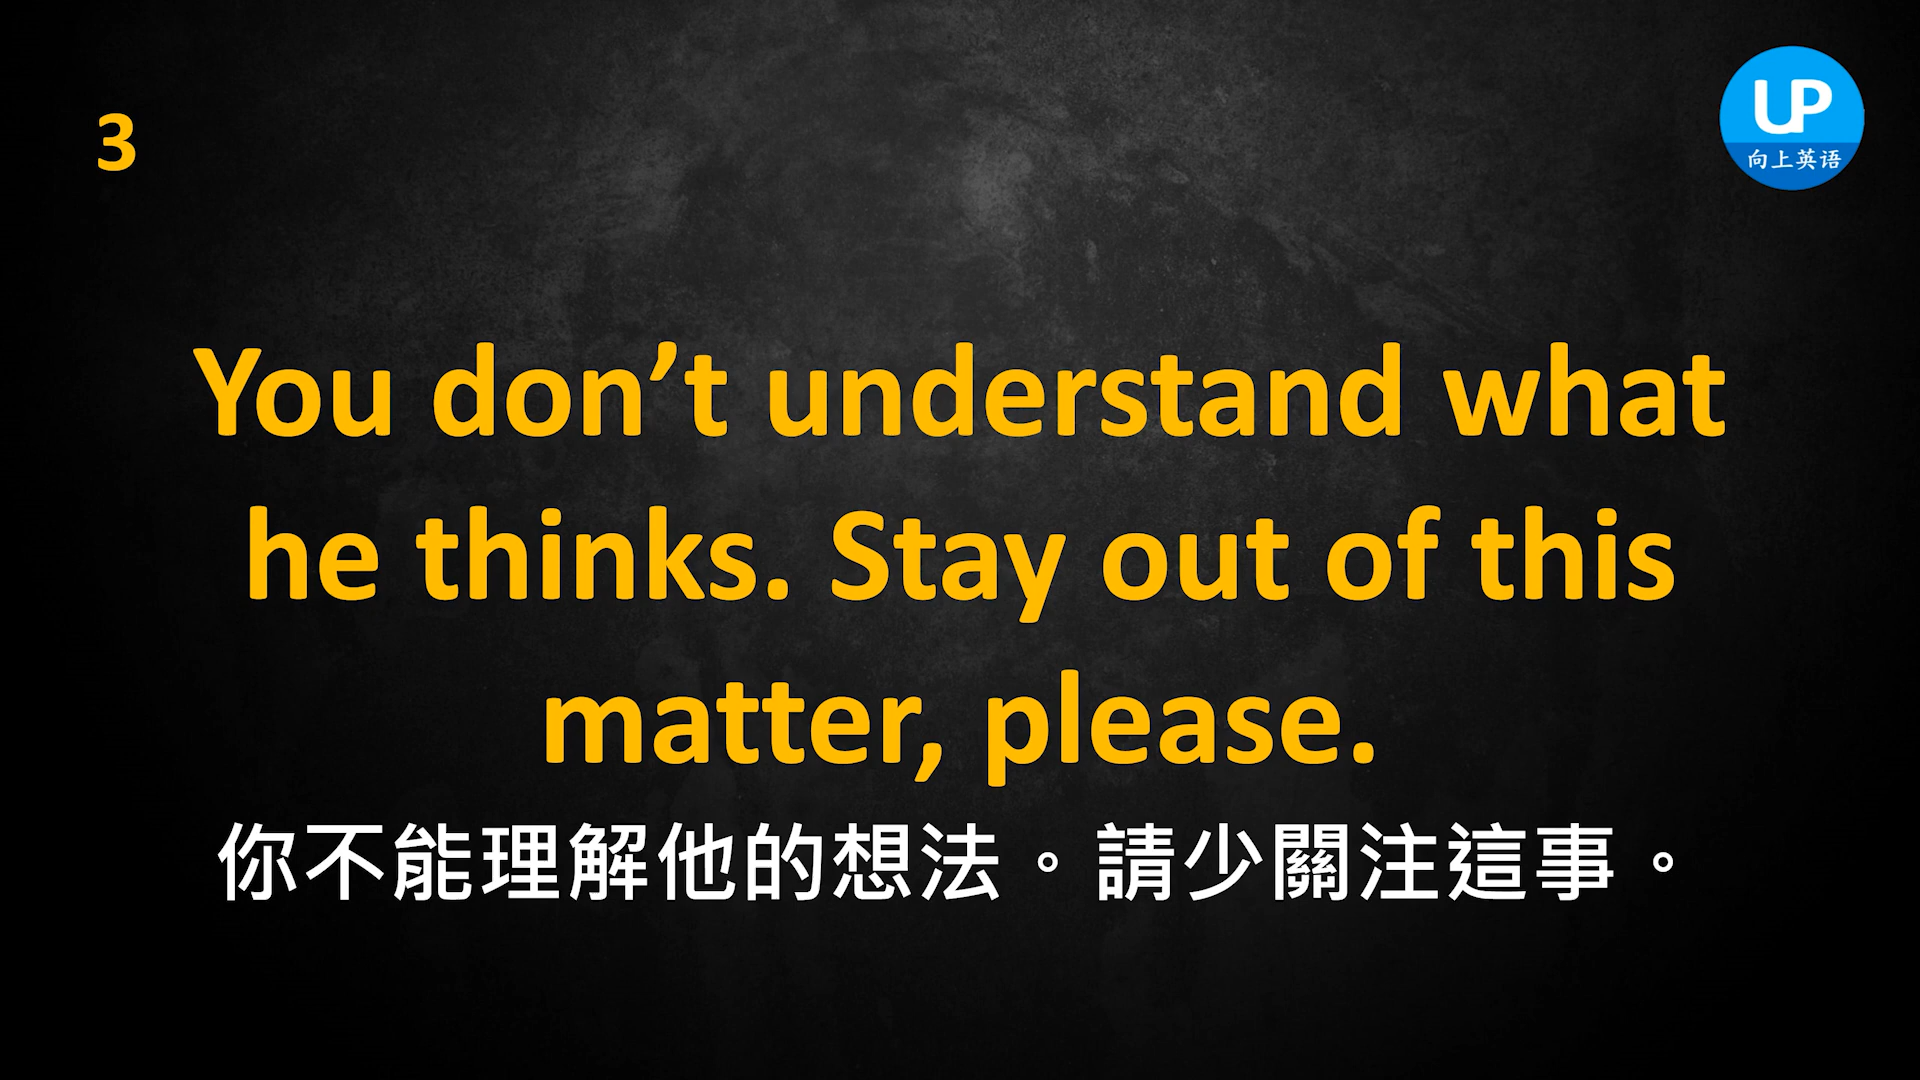 3
UP
向上英语
You don’t understand what
he thinks. Stay out of this
matter, please.
你不能理解他的想法。請少關注這事。